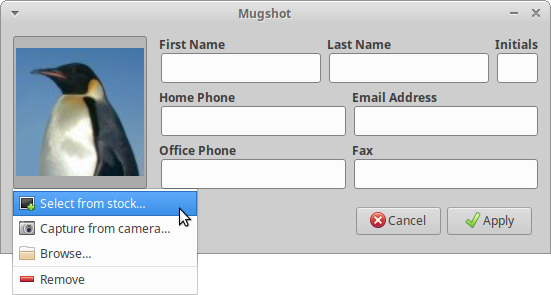 Mugshot
First Name Last Name Initials
Home Phone Email Address
Office Phone Fax
Select from stock...
Capture from camera...
Browse...
Remove
Cancel Apply